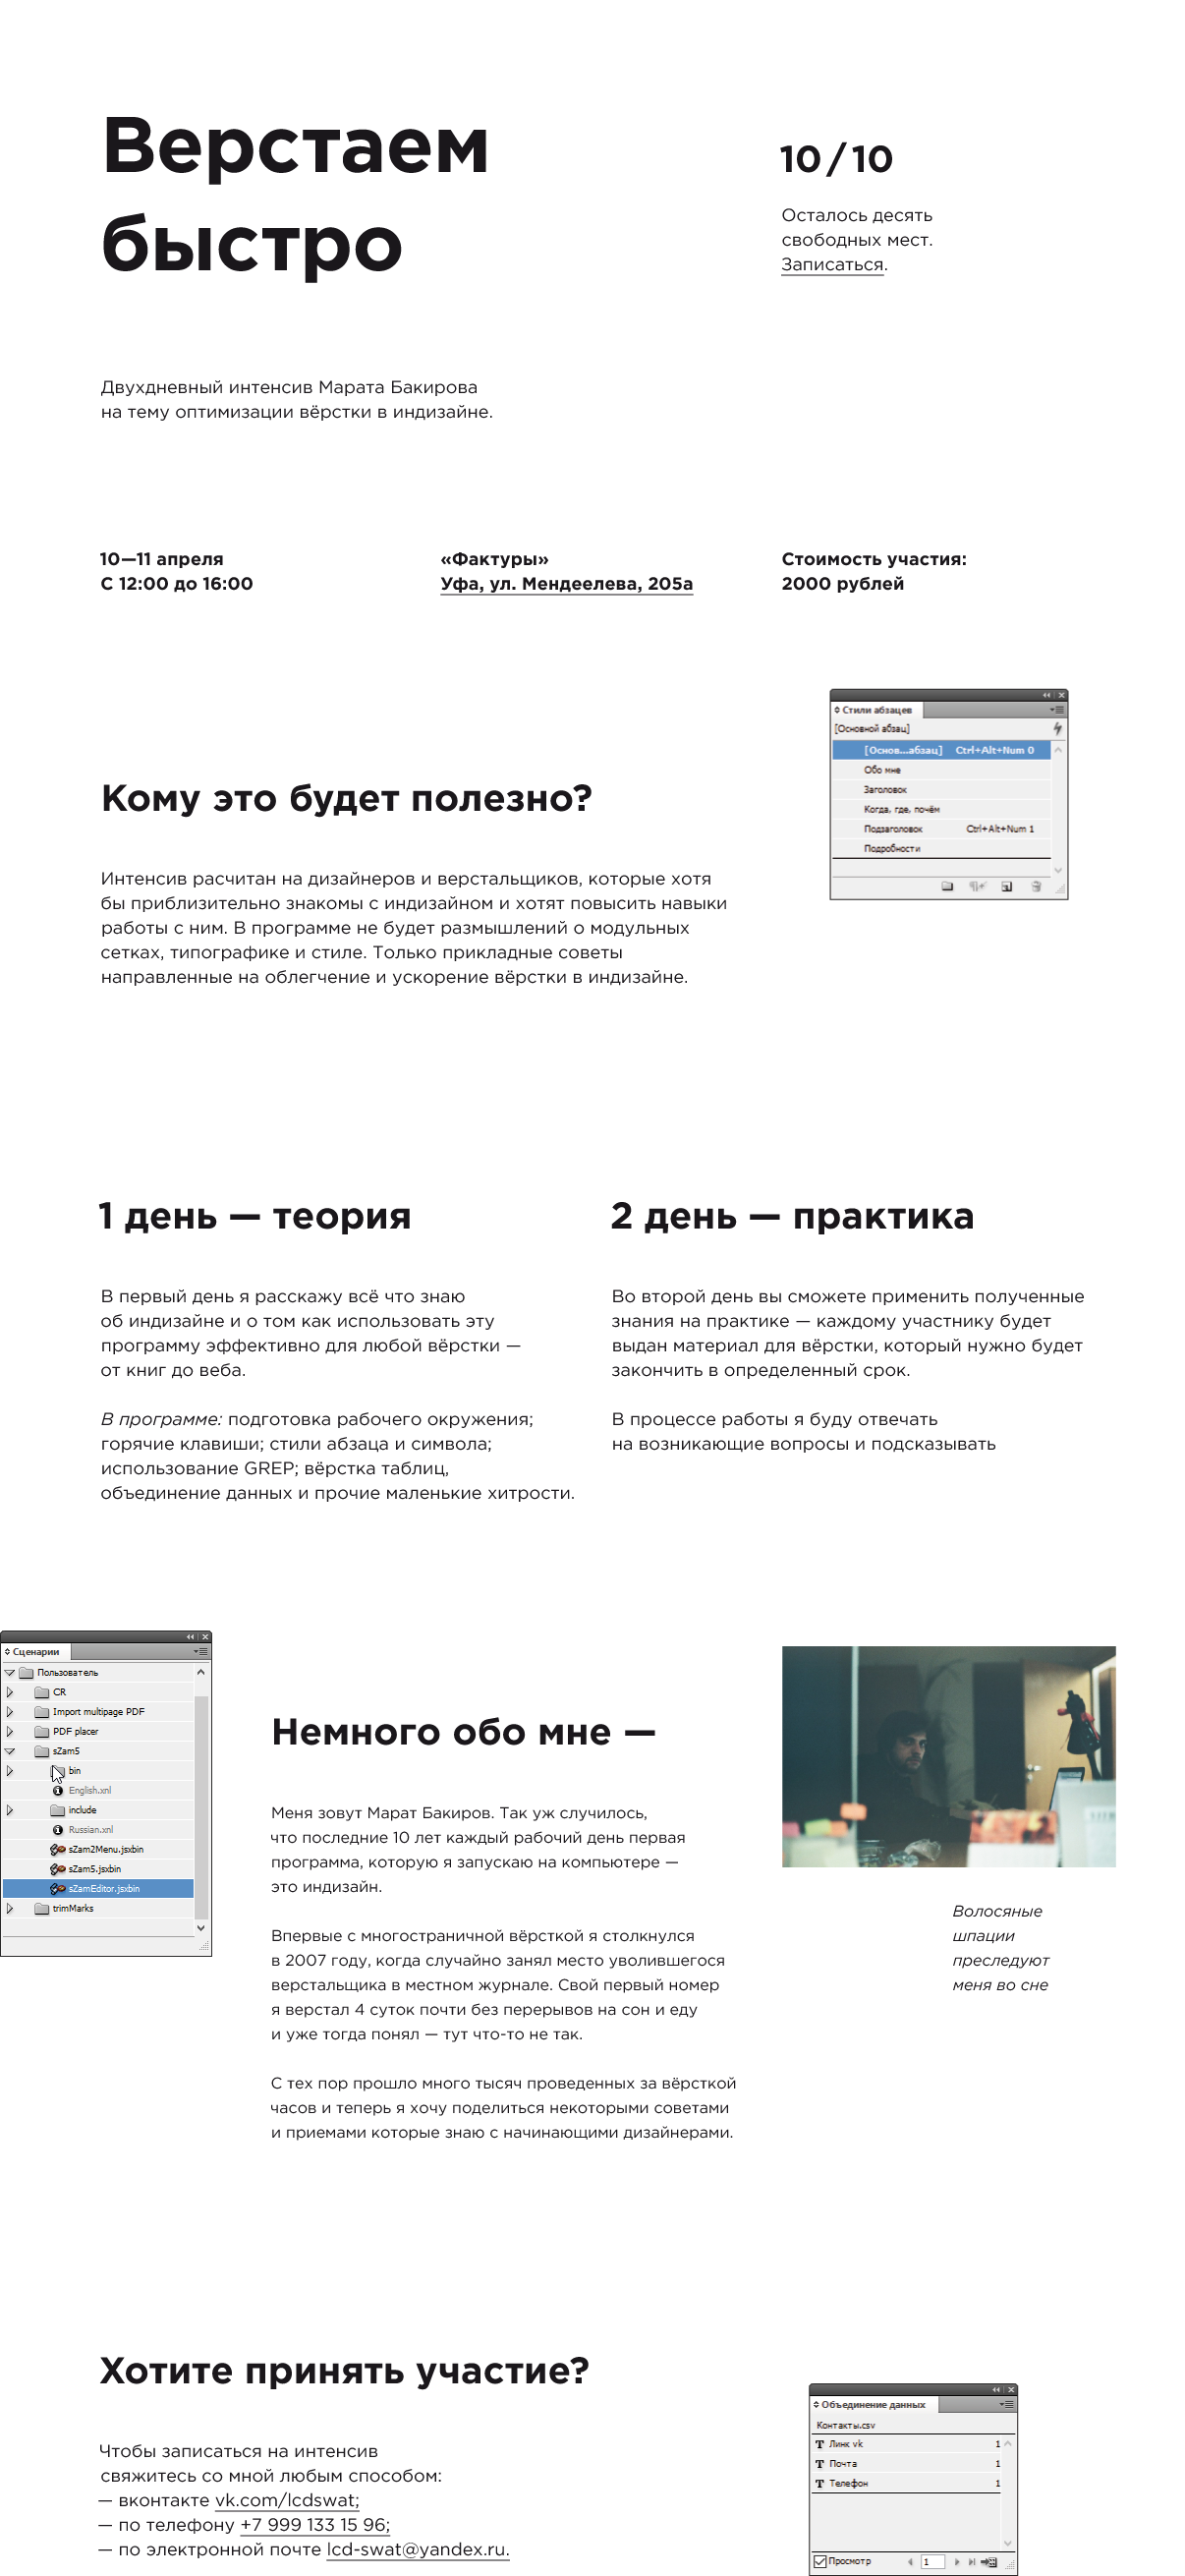 Верстаем
быстро
10/10
Осталось десять
свободных мест.
Записаться.
Двухдневный интенсив Марата Бакирова
на тему оптимизации вёрстки в индизайне.
10—11 апреля
С 12:00 до 16:00
«Фактуры»
Уфа, ул. Мендеелева, 205а
Стоимость участия:
2000 рублей
Стили абзацев
[Основной абзац]
[Основ...абзац] Ctrl+Alt+Num 0
Обо мне
Заголовок
Когда, где, почём
Подзаголовок Ctrl+Alt+Num 1
Подробности
Кому это будет полезно?
Интенсив расчитан на дизайнеров и верстальщиков, которые хотя
бы приблизительно знакомы с индизайном и хотят повысить навыки
работы с ним. В программе не будет размышлений о модульных
сетках, типографике и стиле. Только прикладные советы
направленные на облегчение и ускорение вёрстки в индизайне.
1 день — теория
В первый день я расскажу всё что знаю
об индизайне и о том как использовать эту
программу эффективно для любой вёрстки —
от книг до веба.
В программе: подготовка рабочего окружения;
горячие клавиши; стили абзаца и символа;
использование GREP; вёрстка таблиц,
объединение данных и прочие маленькие хитрости.
2 день — практика
Во второй день вы сможете применить полученные
знания на практике — каждому участнику будет
выдан материал для вёрстки, который нужно будет
закончить в определенный срок.
В процессе работы я буду отвечать
на возникающие вопросы и подсказывать
Сценарии
Пользователь
CR
Import multipage PDF
PDF placer
sZam5
bin
English.xnl
include
Russian.xnl
sZam2Menu.jsxbin
sZam5.jsxbin
sZamEditor.jsxbin
trimMarks
Немного обо мне —
Меня зовут Марат Бакиров. Так уж случилось,
что последние 10 лет каждый рабочий день первая
программа, которую я запускаю на компьютере —
это индизайн.
Впервые с многостраничной вёрсткой я столкнулся
в 2007 году, когда случайно занял место уволившегося
верстальщика в местном журнале. Свой первый номер
я верстал 4 суток почти без перерывов на сон и еду
и уже тогда понял — тут что-то не так.
С тех пор прошло много тысяч проведенных за вёрсткой
часов и теперь я хочу поделиться некоторыми советами
и приемами которые знаю с начинающими дизайнерами.
Волосяные
шпации
преследуют
меня во сне
Хотите принять участие?
Чтобы записаться на интенсив
свяжитесь со мной любым способом:
— вконтакте vk.com/lcdswat;
— по телефону +7 999 133 15 96;
— по электронной почте lcd-swat@yandex.ru.
Объединение данных
Контакты.csv
T Линк vk 1
T Почта 1
T Телефон 1
Просмотр 1